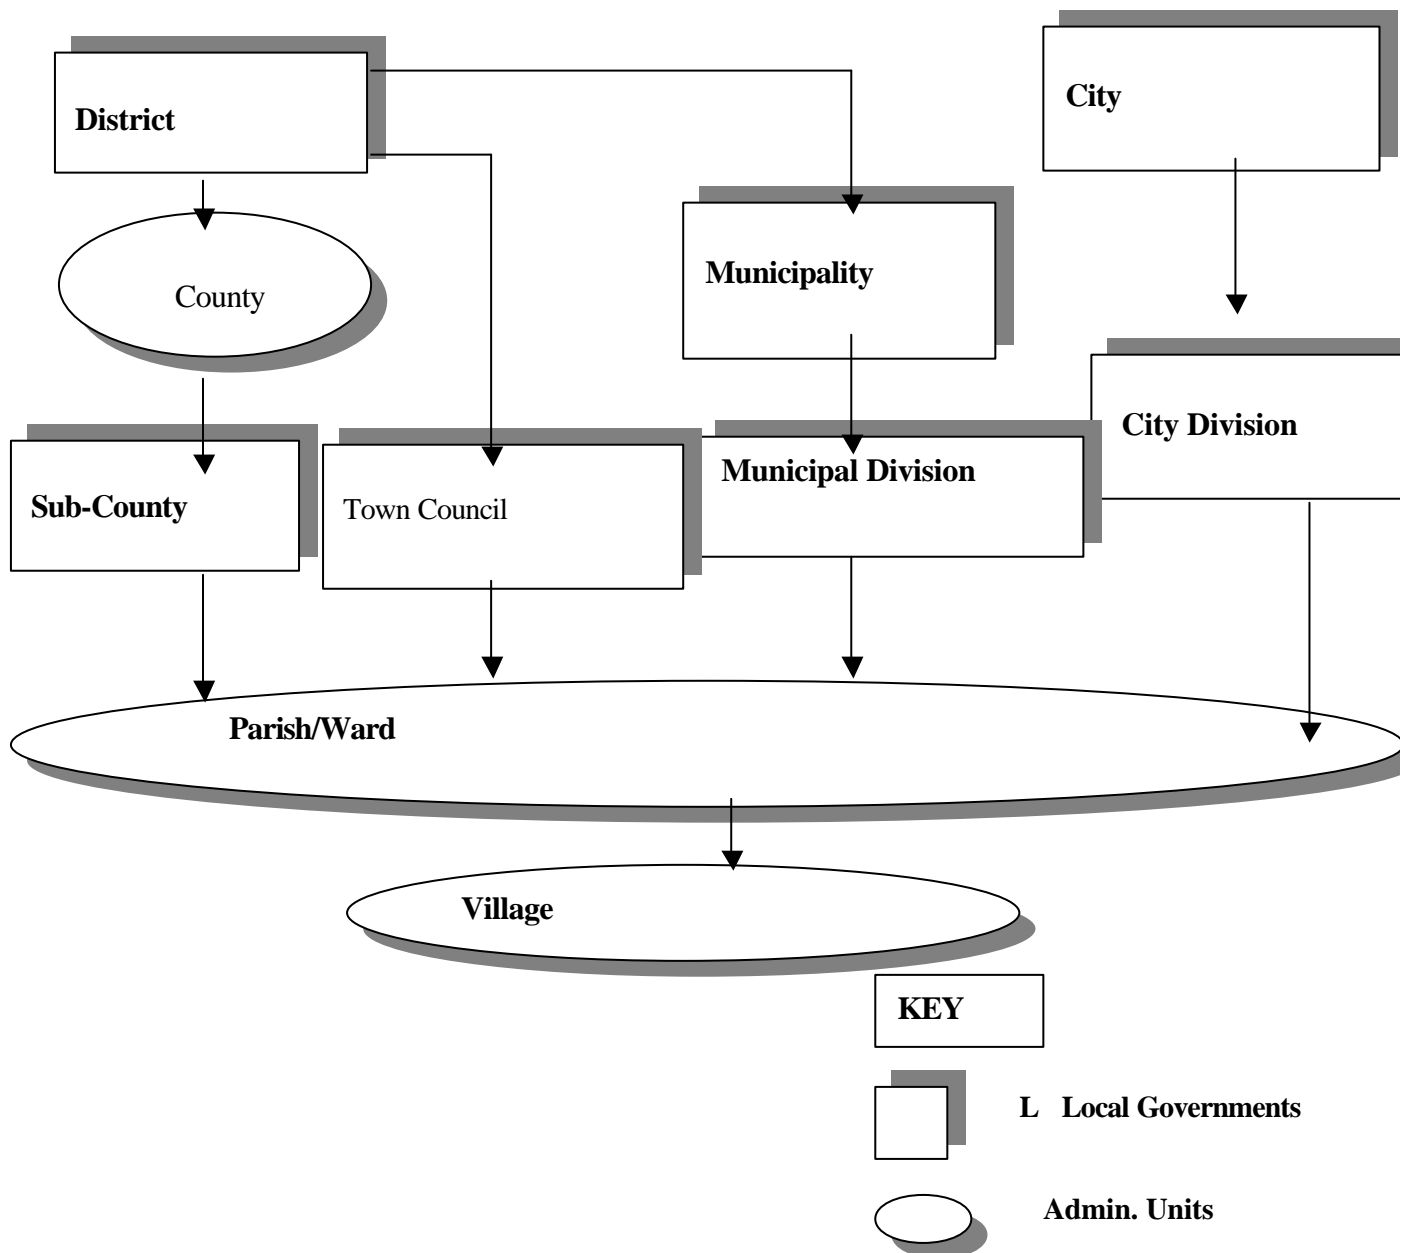 District
City
County
Municipality
Sub-County
Town Council
Municipal Division
City Division
Parish/Ward
Village
KEY
L Local Governments
Admin. Units